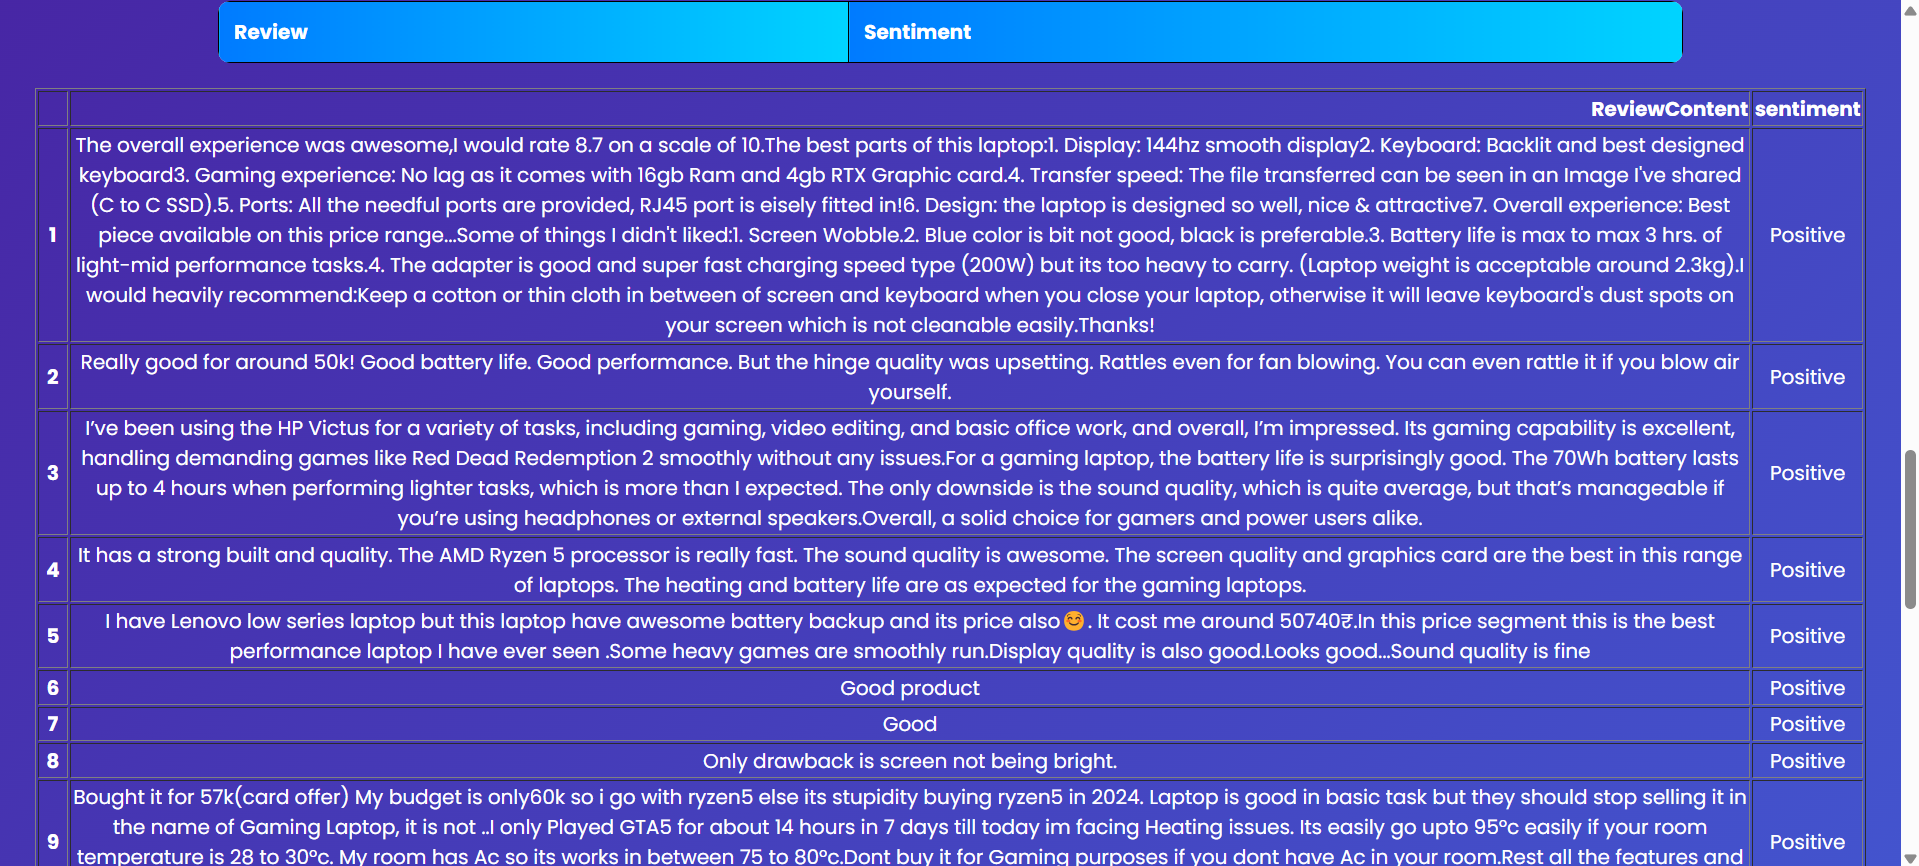 Review Sentiment
ReviewContent sentiment
The overall experience was awesome,I would rate 8.7 on a scale of 10.The best parts of this laptop:1. Display: 144hz smooth display2. Keyboard: Backlit and best designed
keyboard3. Gaming experience: No lag as it comes with 16gb Ram and 4gb RTX Graphic card.4. Transfer speed: The file transferred can be seen in an Image I've shared
(C to C SSD).5. Ports: All the needful ports are provided, RJ45 port is eisely fitted in!6. Design: the laptop is designed so well, nice & attractive7. Overall experience: Best
1 piece available on this price range...Some of things I didn't liked:1. Screen Wobble.2. Blue color is bit not good, black is preferable.3. Battery life is max to max 3 hrs. of Positive
light-mid performance tasks.4. The adapter is good and super fast charging speed type (200W) but its too heavy to carry. (Laptop weight is acceptable around 2.3kg).I
would heavily recommend:Keep a cotton or thin cloth in between of screen and keyboard when you close your laptop, otherwise it will leave keyboard's dust spots on
your screen which is not cleanable easily.Thanks!
2 Really good for around 50k! Good battery life. Good performance. But the hinge quality was upsetting. Rattles even for fan blowing. You can even rattle it if you blow air Positive
yourself.
I’ve been using the HP Victus for a variety of tasks, including gaming, video editing, and basic office work, and overall, I’m impressed. Its gaming capability is excellent,
3 handling demanding games like Red Dead Redemption 2 smoothly without any issues.For a gaming laptop, the battery life is surprisingly good. The 70Wh battery lasts Positive
up to 4 hours when performing lighter tasks, which is more than I expected. The only downside is the sound quality, which is quite average, but that’s manageable if
you’re using headphones or external speakers.Overall, a solid choice for gamers and power users alike.
4 It has a strong built and quality. The AMD Ryzen 5 processor is really fast. The sound quality is awesome. The screen quality and graphics card are the best in this range Positive
of laptops. The heating and battery life are as expected for the gaming laptops.
5 I have Lenovo low series laptop but this laptop have awesome battery backup and its price also😊. It cost me around 50740₹.In this price segment this is the best Positive
performance laptop I have ever seen .Some heavy games are smoothly run.Display quality is also good.Looks good...Sound quality is fine
6 Good product Positive
7 Good Positive
8 Only drawback is screen not being bright. Positive
Bought it for 57k(card offer) My budget is only60k so i go with ryzen5 else its stupidity buying ryzen5 in 2024. Laptop is good in basic task but they should stop selling it in
9 the name of Gaming Laptop, it is not ..I only Played GTA5 for about 14 hours in 7 days till today im facing Heating issues. Its easily go upto 95°c easily if your room Positive
temperature is 28 to 30°c. My room has Ac so its works in between 75 to 80°c.Dont buy it for Gaming purposes if you dont have Ac in your room.Rest all the features and